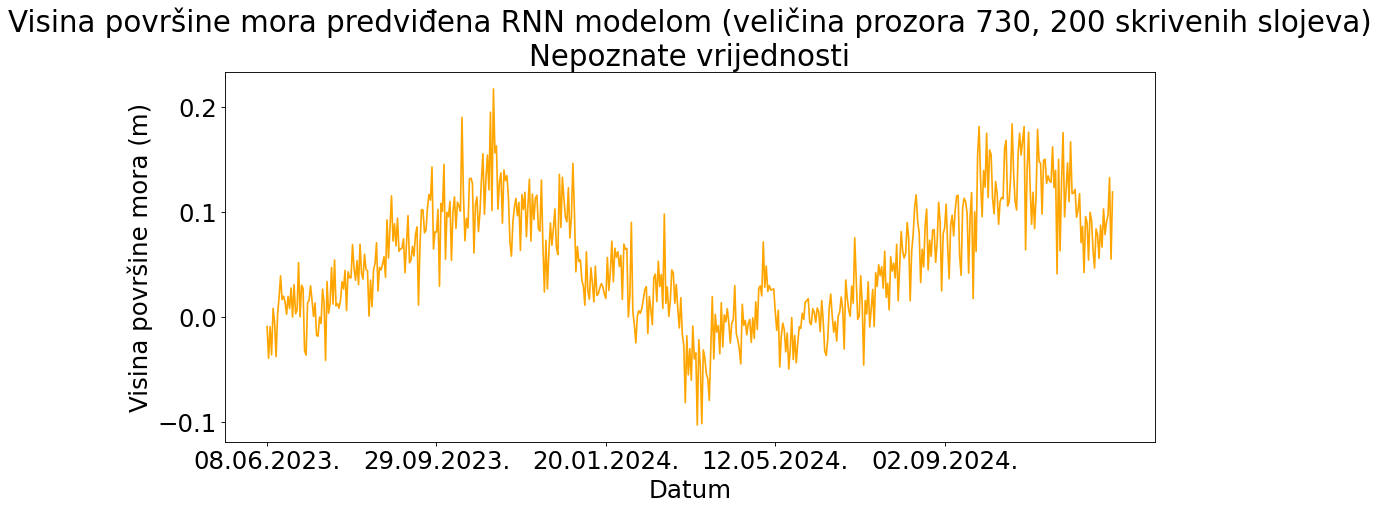 Visina površine mora predviđena RNN modelom (veličina prozora 730, 200 skrivenih slojeva)
Nepoznate vrijednosti
Visina površine mora (m)
0.2
0.1
0.0
−0.1
08.06.2023. 29.09.2023. 20.01.2024. 12.05.2024. 02.09.2024.
Datum